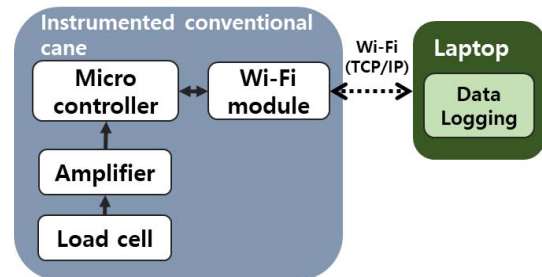 Instrumented conventional
cane
Micro
controller
Wi-Fi
module
Amplifier
Load cell
Wi-Fi
(TCP/IP)
Laptop
Data
Logging